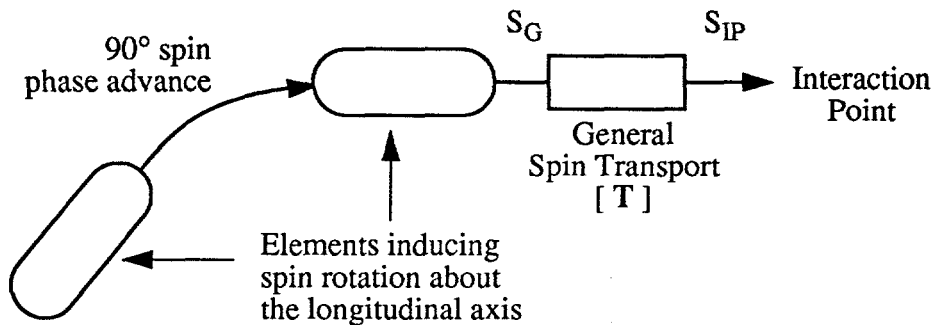 90° spin
phase advance
S_G
S_IP
Interaction
Point
General
Spin Transport
[ T ]
Elements inducing
spin rotation about
the longitudinal axis